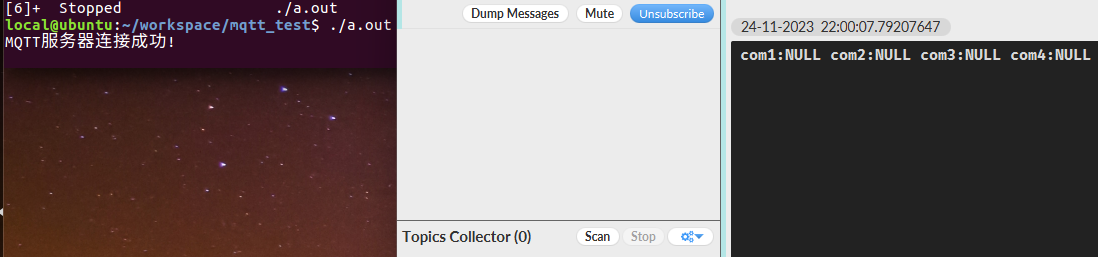 [6]+  Stopped                 ./a.out
local@ubuntu:~/workspace/mqtt_test$ ./a.out
MQTT服务器连接成功!
Dump Messages Mute Unsubscribe
Topics Collector (0) Scan Stop
24-11-2023 22:00:07.79207647
com1:NULL com2:NULL com3:NULL com4:NULL